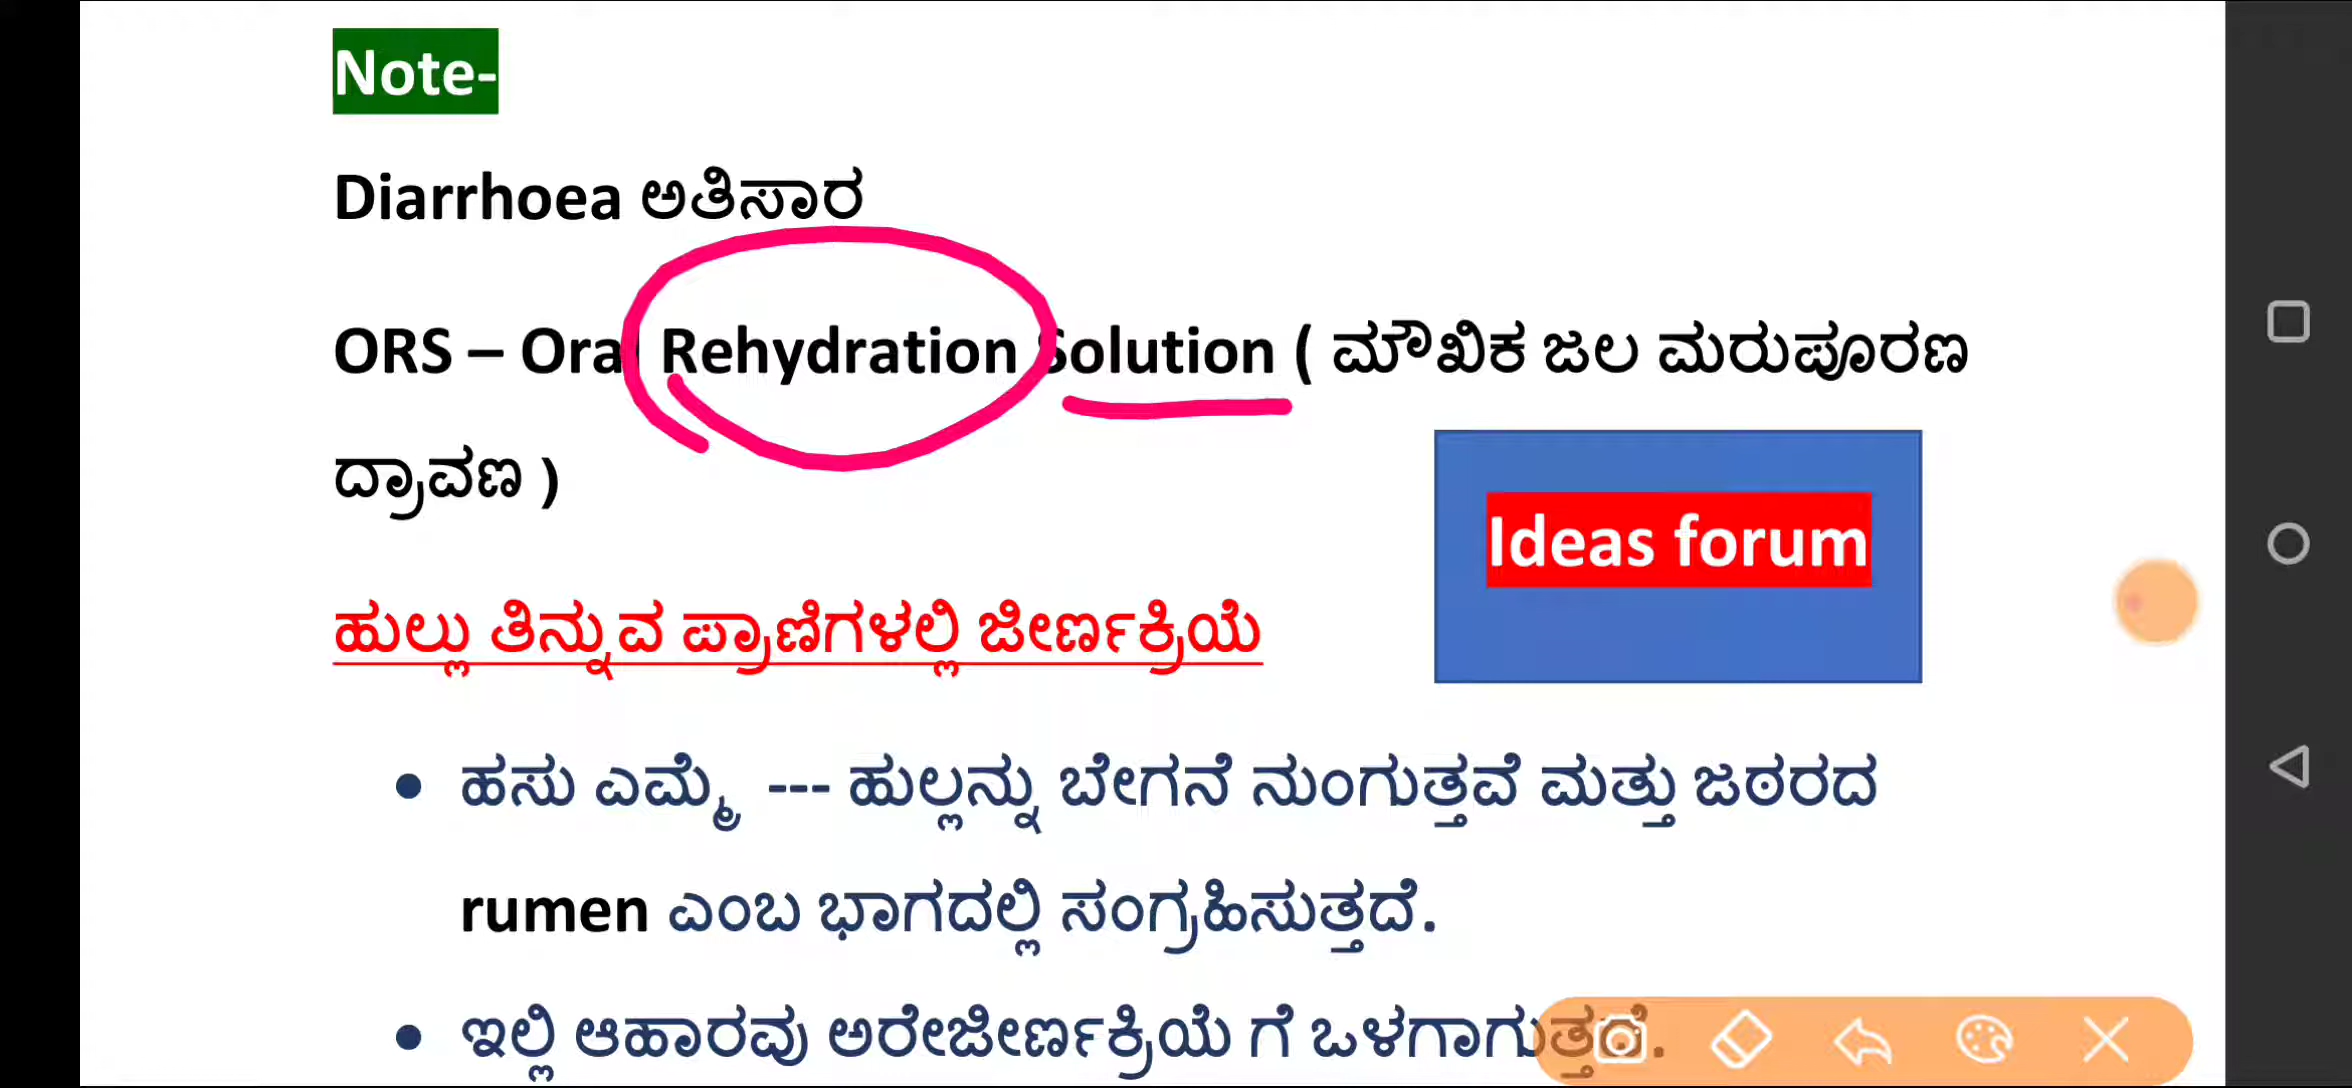 Note-
Diarrhoea ಅತಿಸಾರ
ORS – Oral Rehydration Solution ( ಮೌಖಿಕ ಜಲ ಮರುಪೂರಣ
ದ್ರಾವಣ )
Ideas forum
ಹುಲ್ಲು ತಿನ್ನುವ ಪ್ರಾಣಿಗಳಲ್ಲಿ ಜೀರ್ಣಕ್ರಿಯೆ
• ಹಸು ಎಮ್ಮೆ --- ಹುಲ್ಲನ್ನು ಬೇಗನೆ ನುಂಗುತ್ತವೆ ಮತ್ತು ಜಠರದ
rumen ಎಂಬ ಭಾಗದಲ್ಲಿ ಸಂಗ್ರಹಿಸುತ್ತದೆ.
• ಇಲ್ಲಿ ಆಹಾರವು ಅರೇಜೀರ್ಣಕ್ರಿಯೆ ಗೆ ಒಳಗಾಗುತ್ತದೆ.